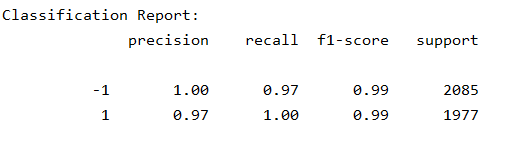 Classification Report:
precision recall f1-score support
-1 1.00 0.97 0.99 2085
1 0.97 1.00 0.99 1977